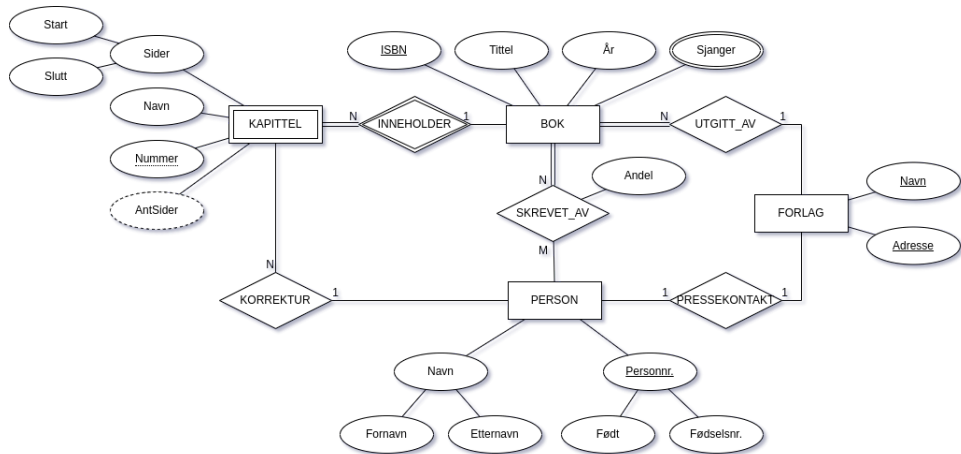 Start
Sider
Slutt
ISBN
Tittel
År
Sjanger
Navn
KAPITTEL
N
INNEHOLDER
1
BOK
N
UTGITT_AV
1
Nummer
AntSider
N
Andel
SKREVET_AV
M
Navn
FORLAG
Adresse
N
KORREKTUR
1
PERSON
1
PRESSEKONTAKT
1
Navn
Personnr.
Fornavn
Etternavn
Født
Fødselsnr.